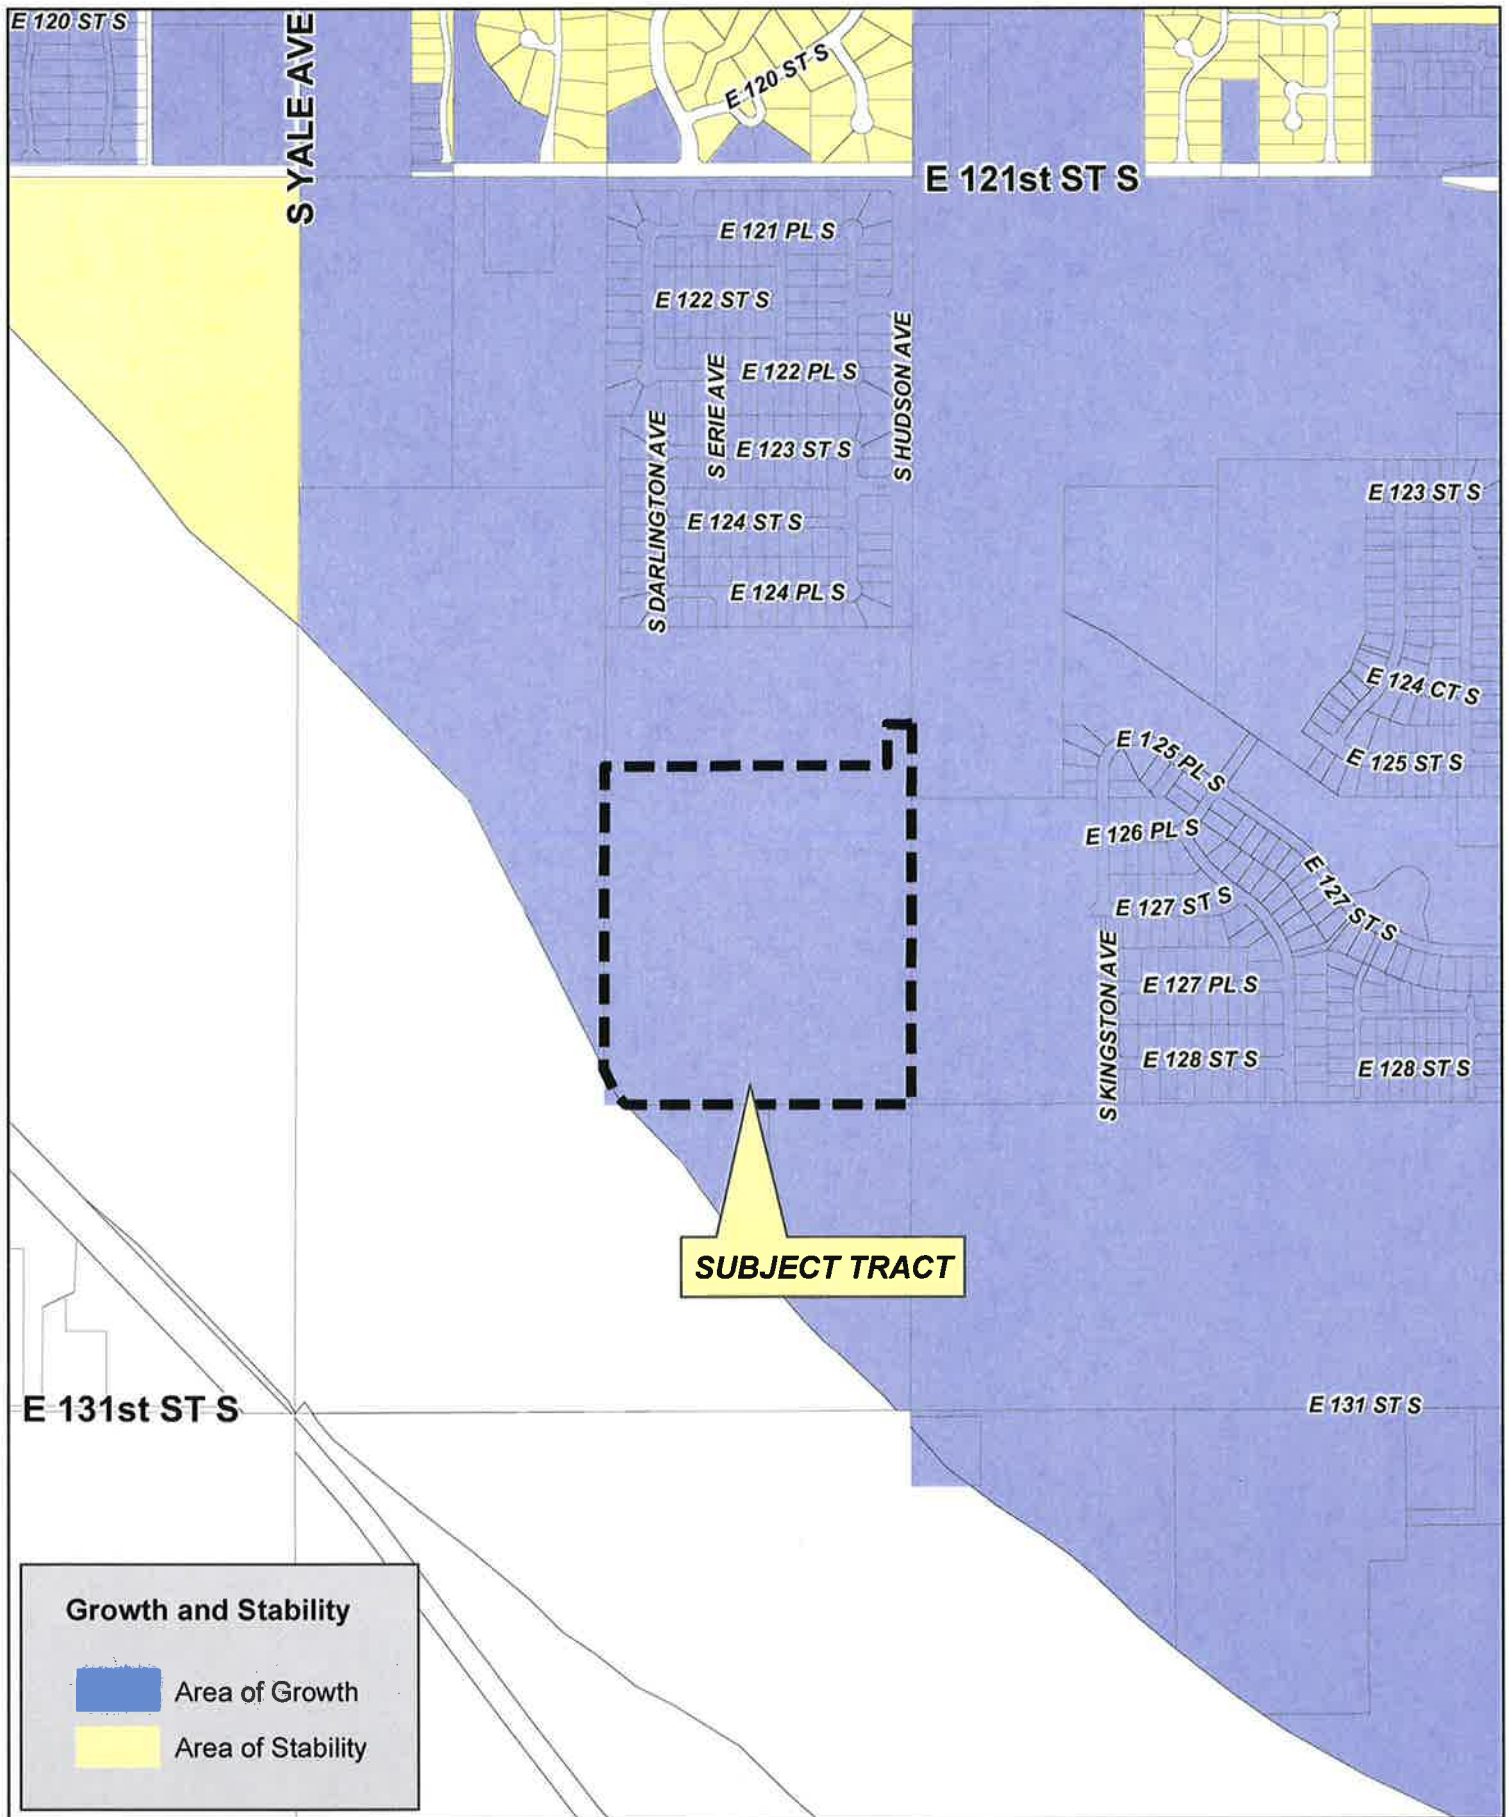 E 120 ST S
S YALE AVE
E 120 ST S
E 121st ST S
E 121 PL S
E 122 ST S
S HUDSON AVE
E 122 PL S
S ERIE AVE
S DARLINGTON AVE
E 123 ST S
E 123 ST S
E 124 ST S
E 124 PL S
E 124 CT S
E 125 PL S
E 125 ST S
E 126 PL S
E 127 ST S
E 127 ST S
S KINGSTON AVE
E 127 PL S
E 128 ST S
E 128 ST S
SUBJECT TRACT
E 131st ST S
E 131 ST S
Growth and Stability
Area of Growth
Area of Stability